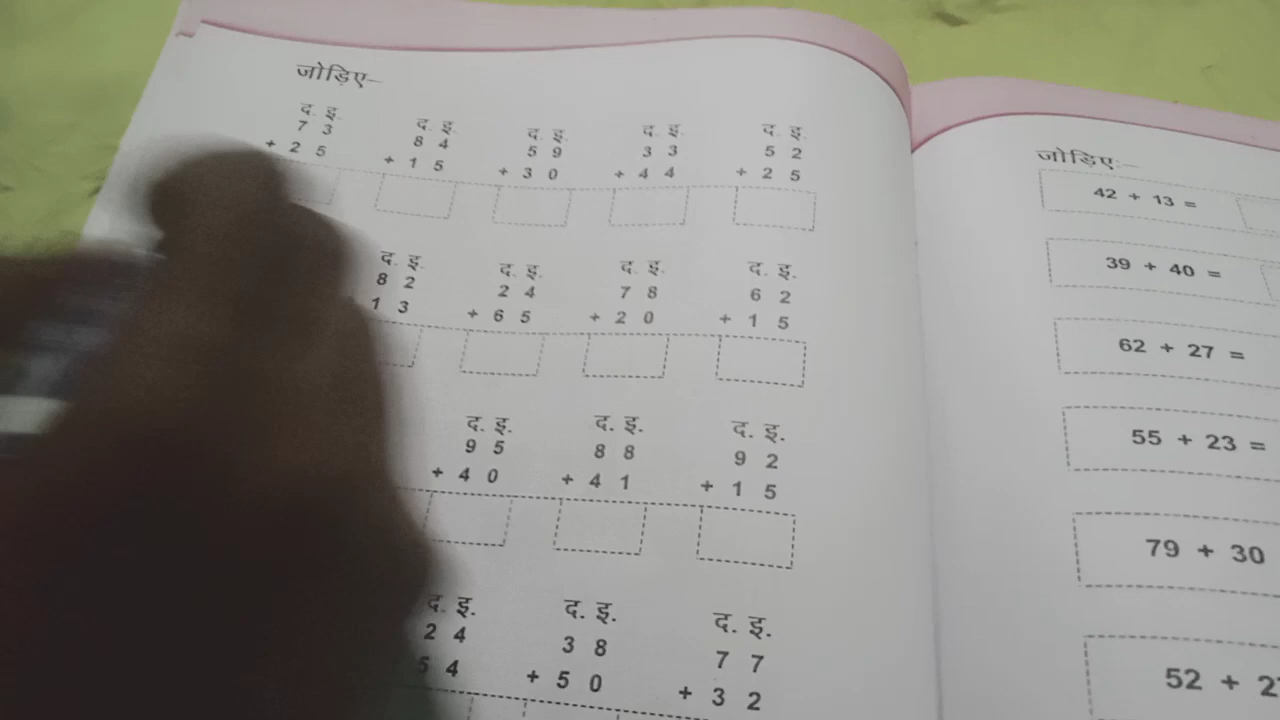 जोड़िए–
द. इ. द. इ. द. इ. द. इ. द. इ.
7 3 8 4 5 9 3 3 5 2
+ 2 5 + 1 5 + 3 0 + 4 4 + 2 5
द. इ. द. इ. द. इ. द. इ.
8 2 2 4 7 8 6 2
1 3 + 6 5 + 2 0 + 1 5
द. इ. द. इ. द. इ.
9 5 8 8 9 2
+ 4 0 + 4 1 + 1 5
द. इ. द. इ. द. इ.
2 4 3 8 7 7
5 4 + 5 0 + 3 2
जोड़िए:–
42 + 13 =
39 + 40 =
62 + 27 =
55 + 23 =
79 + 30
52 + 2